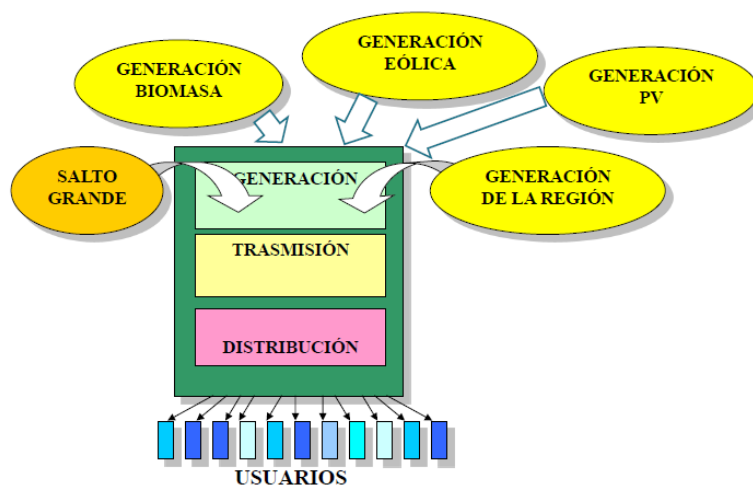 GENERACIÓN
BIOMASA
GENERACIÓN
EÓLICA
GENERACIÓN
PV
SALTO
GRANDE
GENERACIÓN
GENERACIÓN
DE LA REGIÓN
TRASMISIÓN
DISTRIBUCIÓN
USUARIOS